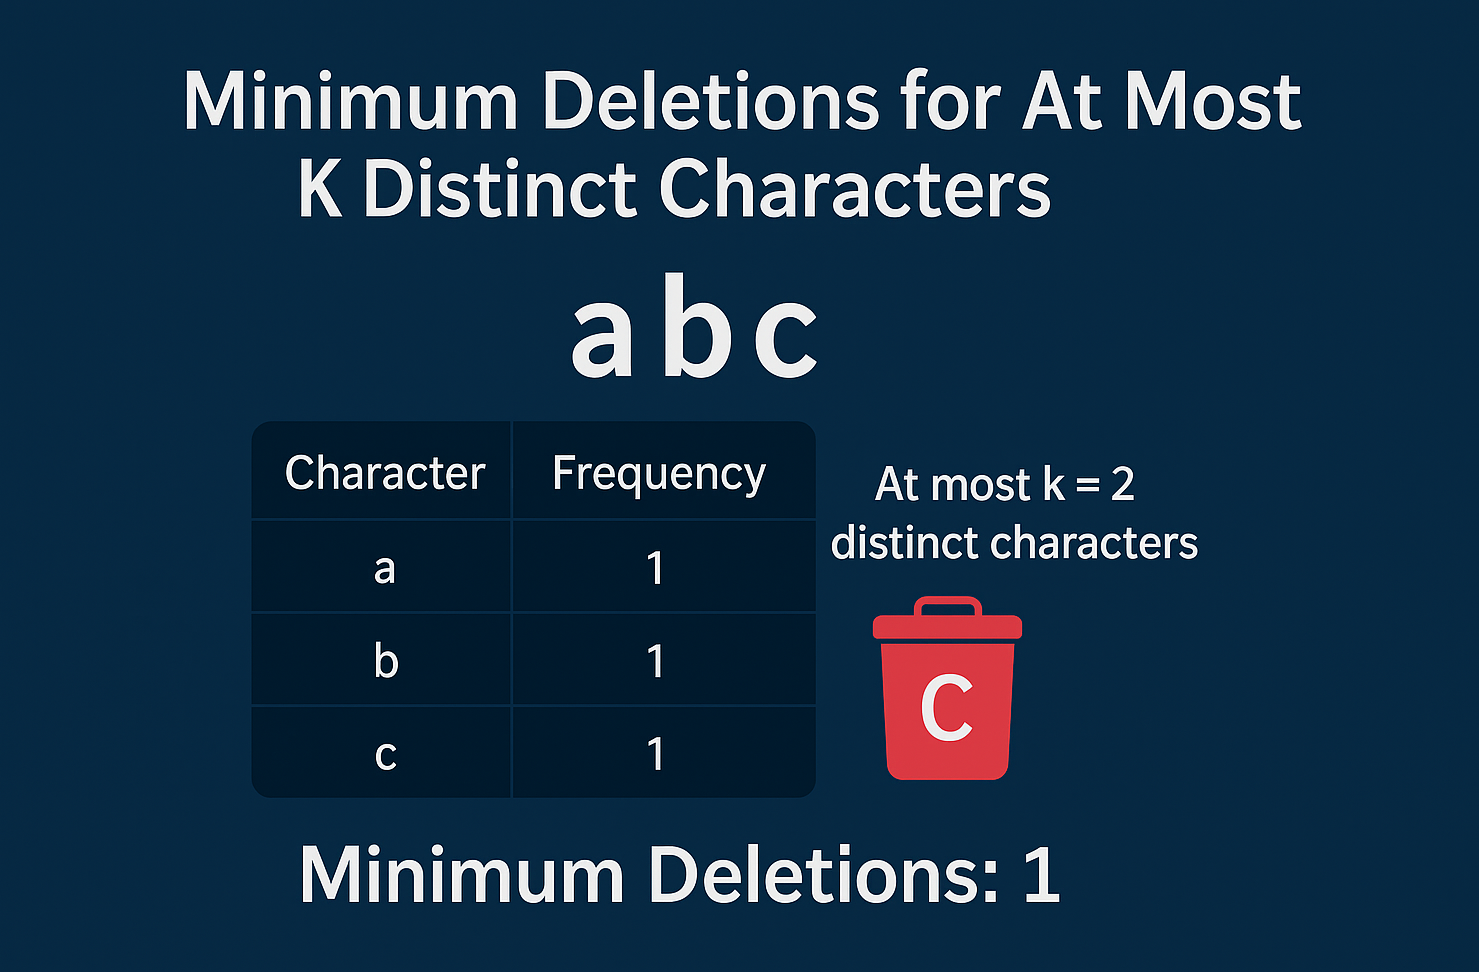 Minimum Deletions for At Most
K Distinct Characters
abc
Character Frequency
a 1
b 1
c 1
At most k = 2
distinct characters
C
Minimum Deletions: 1